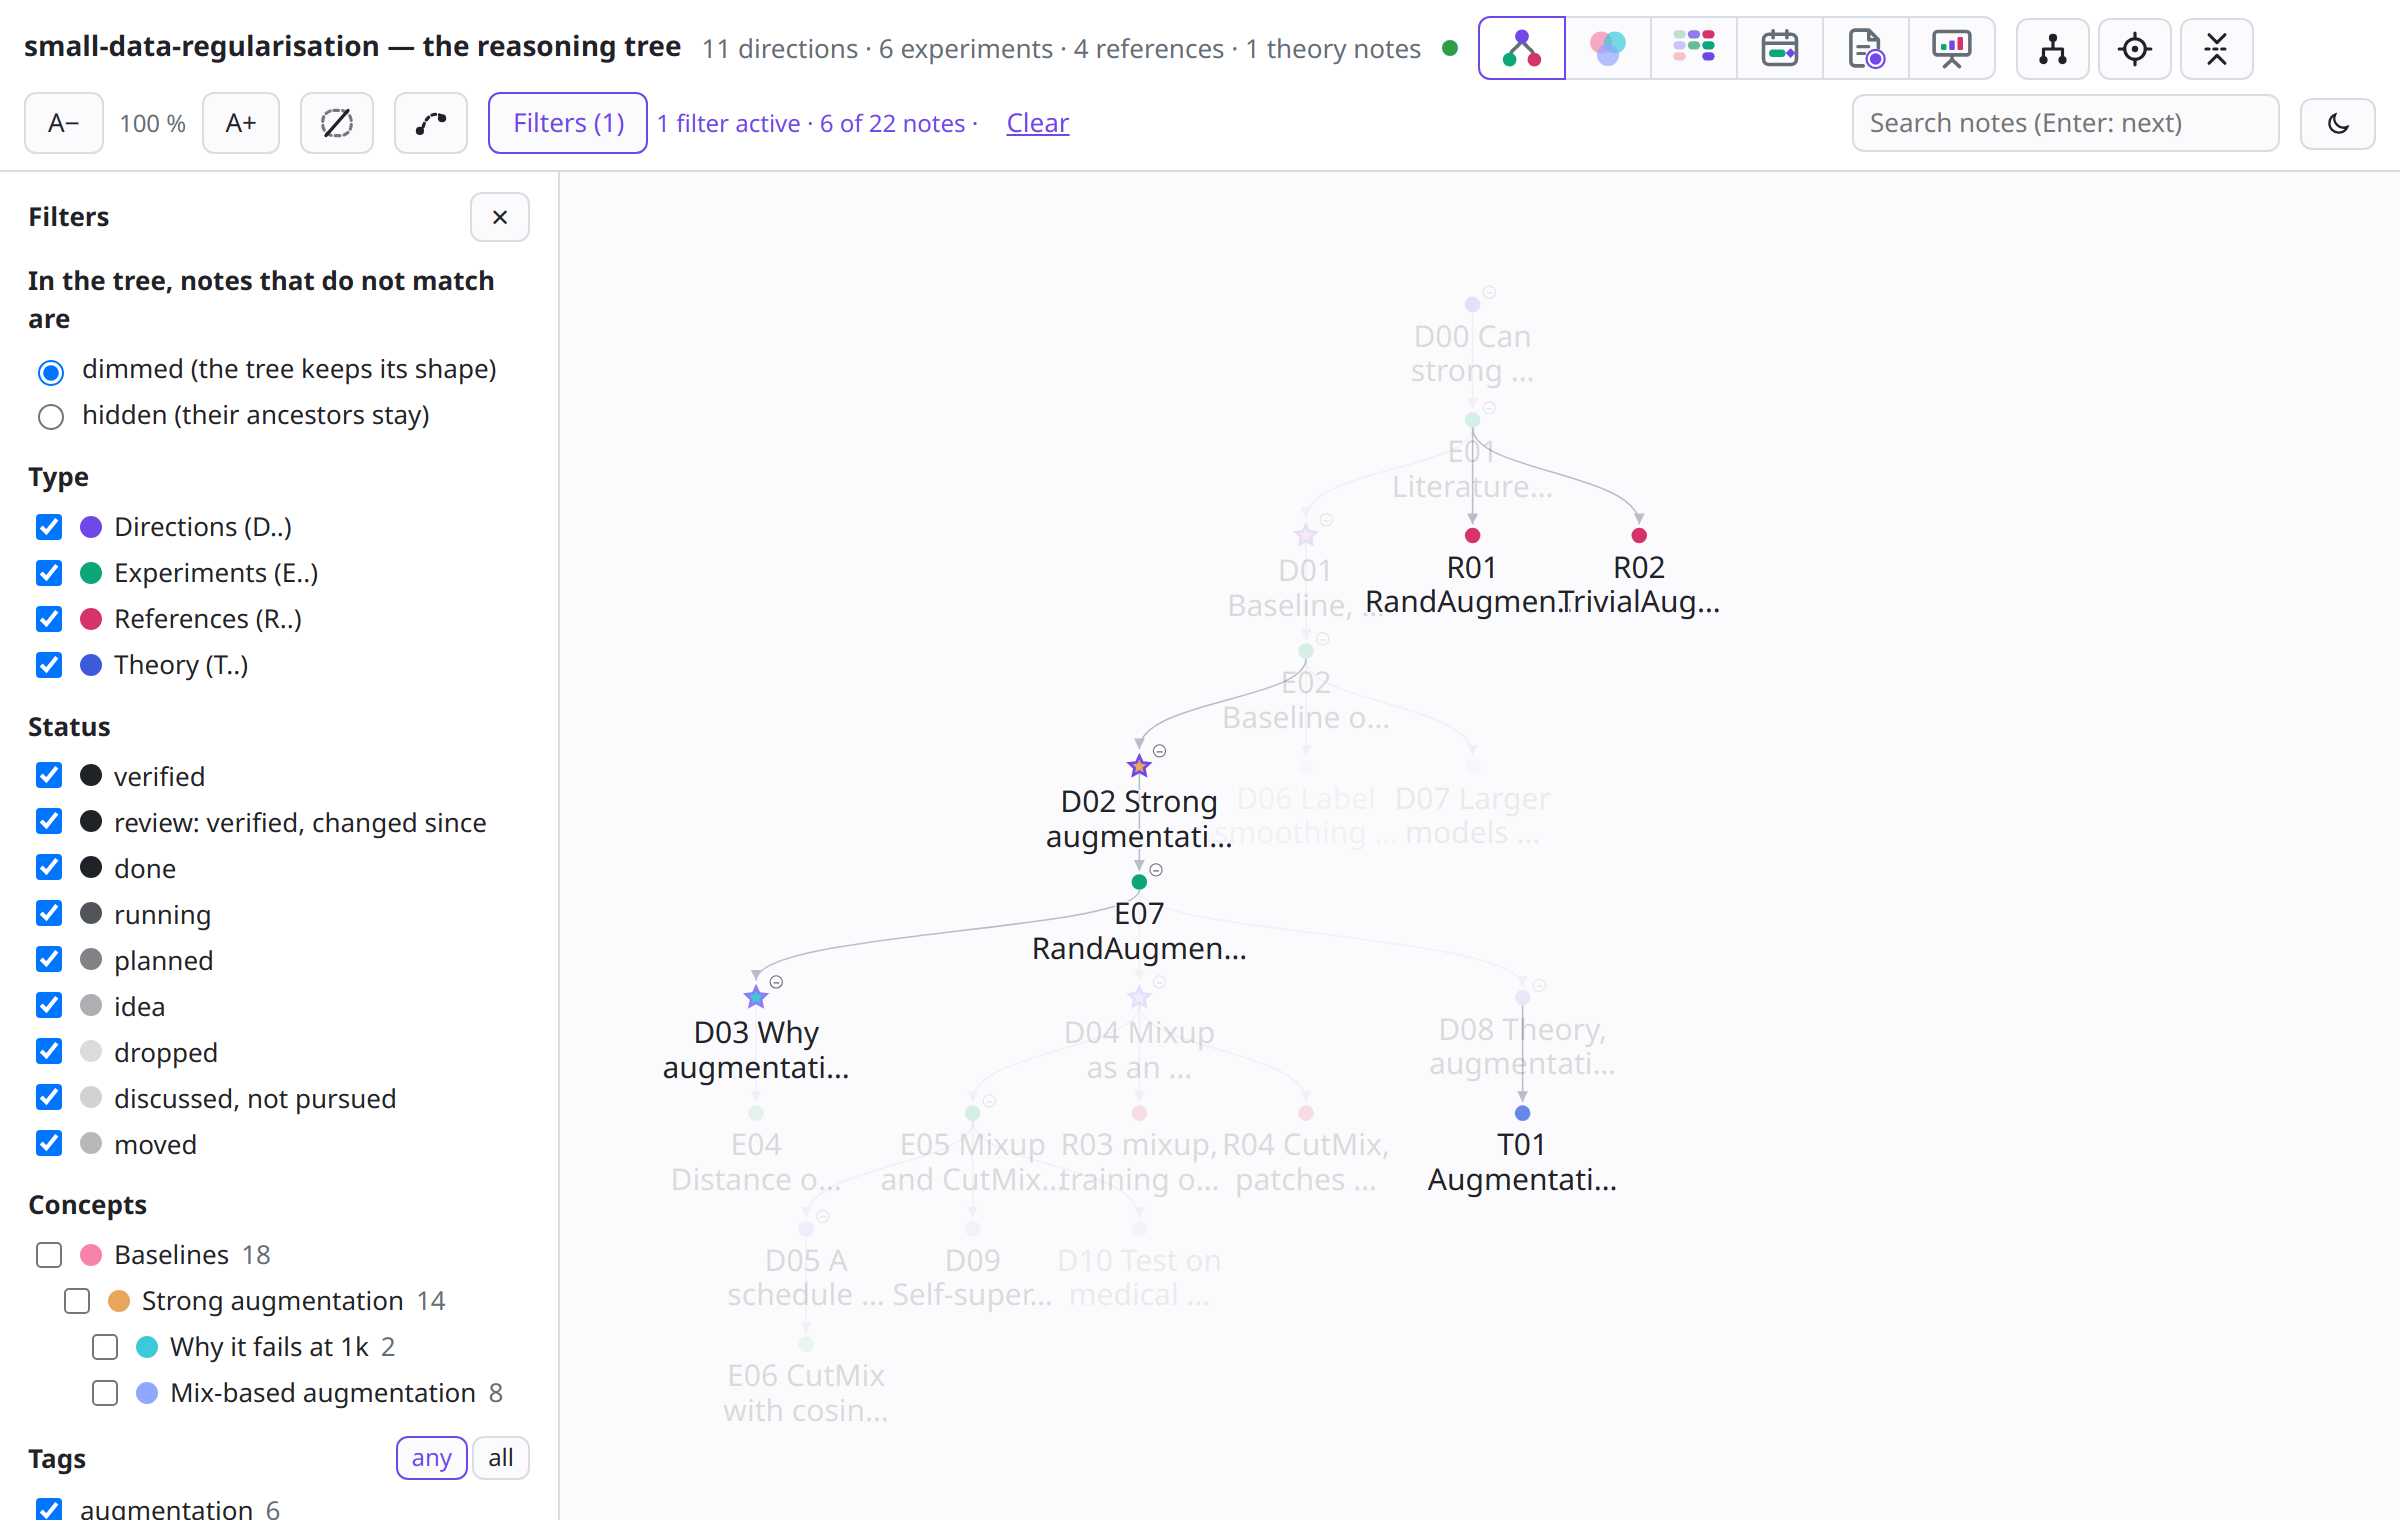 small-data-regularisation — the reasoning tree
11 directions · 6 experiments · 4 references · 1 theory notes
A−
100 %
A+
Filters (1)
1 filter active · 6 of 22 notes ·
Clear
Search notes (Enter: next)
Filters
×
In the tree, notes that do not match
are
dimmed (the tree keeps its shape)
hidden (their ancestors stay)
Type
Directions (D..)
Experiments (E..)
References (R..)
Theory (T..)
Status
verified
review: verified, changed since
done
running
planned
idea
dropped
discussed, not pursued
moved
Concepts
Baselines 18
Strong augmentation 14
Why it fails at 1k 2
Mix-based augmentation 8
Tags
any
all
augmentation 6
D00 Can
strong ...
E01
Literature...
D01
Baseline, ...
R01
RandAugmen...
R02
TrivialAug...
E02
Baseline o...
D02 Strong
augmentati...
D06 Label
smoothing ...
D07 Larger
models ...
E07
RandAugmen...
D03 Why
augmentati...
D04 Mixup
as an ...
D08 Theory,
augmentati...
E04
Distance o...
E05 Mixup
and CutMix...
R03 mixup,
training o...
R04 CutMix,
patches ...
T01
Augmentati...
D05 A
schedule ...
D09
Self-super...
D10 Test on
medical ...
E06 CutMix
with cosin...